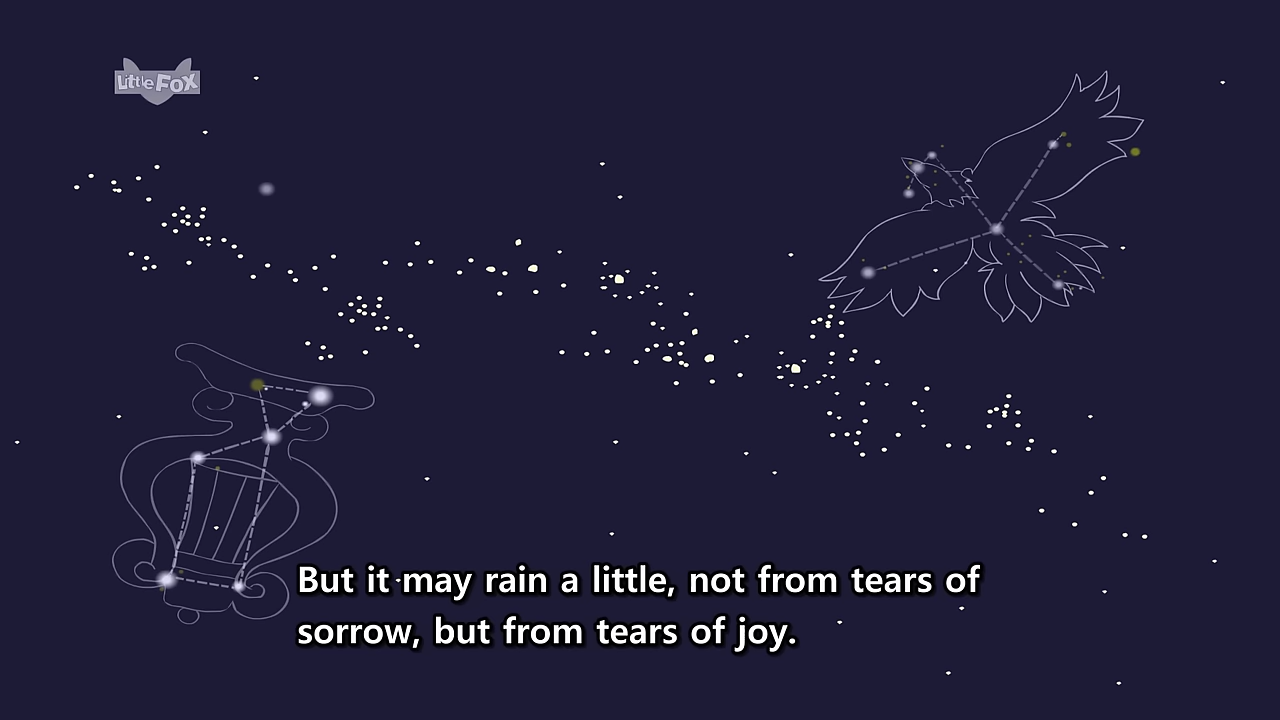 Little Fox
But it may rain a little, not from tears of
sorrow, but from tears of joy.